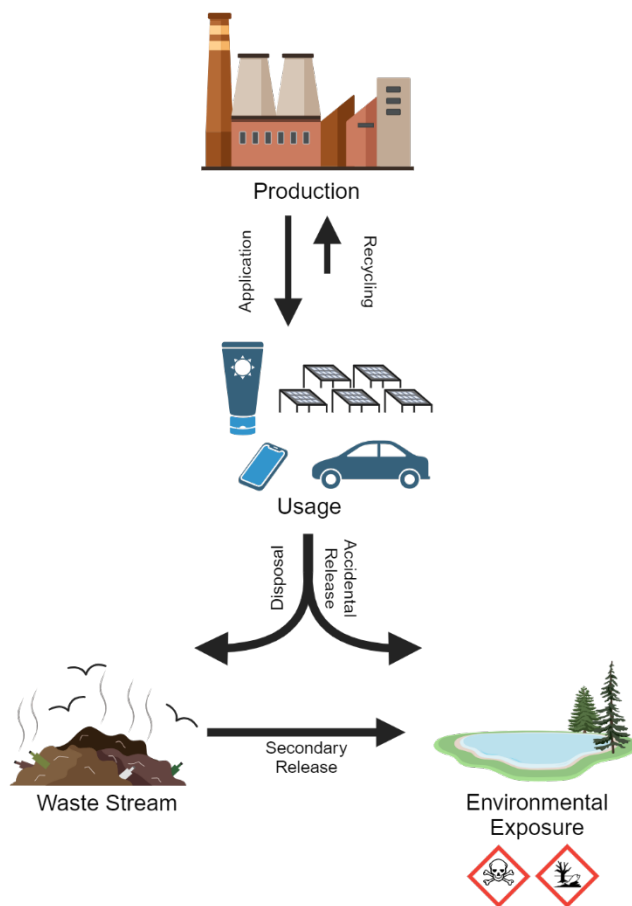 Production
Application
Recycling
Usage
Disposal
Accidental
Release
Secondary
Release
Waste Stream
Environmental
Exposure